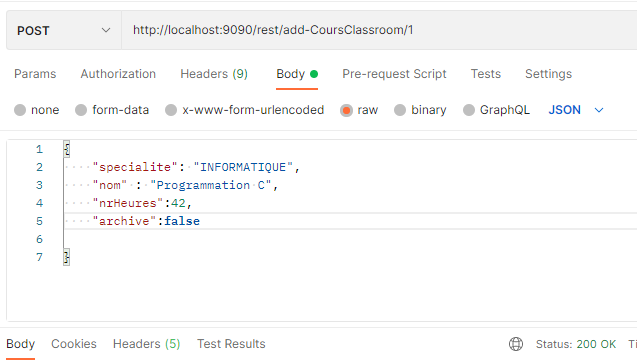 POST http://localhost:9090/rest/add-CoursClassroom/1
Params Authorization Headers (9) Body Pre-request Script Tests Settings
none form-data x-www-form-urlencoded raw binary GraphQL JSON
1 {
2 "specialite": "INFORMATIQUE",
3 "nom" : "Programmation C",
4 "nrHeures":42,
5 "archive":false
6
7 }
Body Cookies Headers (5) Test Results Status: 200 OK Ti